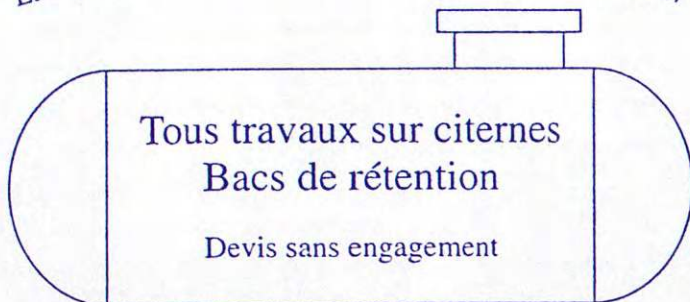 Tous travaux sur citernes
Bacs de rétention
Devis sans engagement